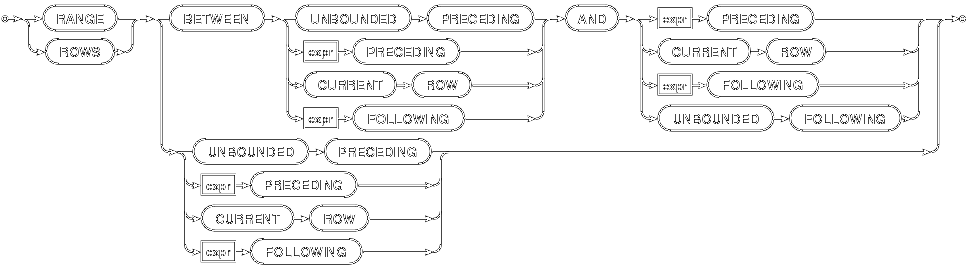 RANGE BETWEEN UNBOUNDED PRECEDING AND expr PRECEDING
ROWS expr PRECEDING CURRENT ROW
CURRENT ROW expr FOLLOWING
expr FOLLOWING UNBOUNDED FOLLOWING
UNBOUNDED PRECEDING
expr PRECEDING
CURRENT ROW
expr FOLLOWING